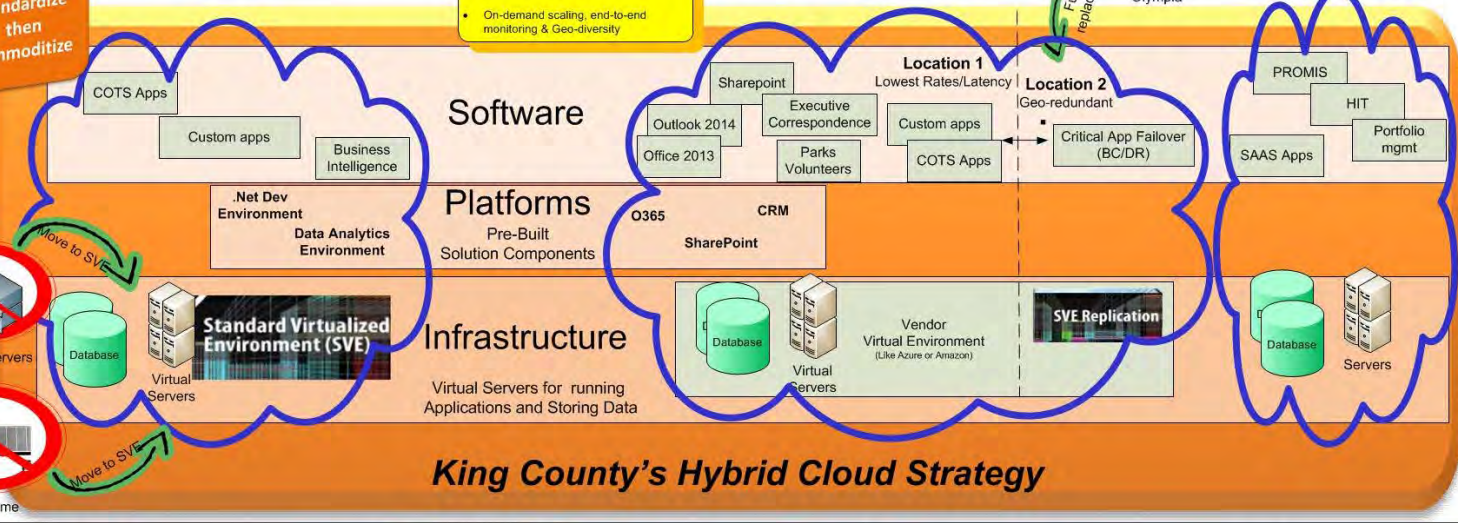 then
On-demand scaling, end-to-end
monitoring & Geo-diversity
Olympia
COTS Apps
Custom apps
Business
Intelligence
Software
Sharepoint
Outlook 2014
Office 2013
Executive
Correspondence
Parks
Volunteers
Location 1
Lowest Rates/Latency
Custom apps
COTS Apps
Location 2
Geo-redundant
Critical App Failover
(BC/DR)
PROMIS
HIT
Portfolio
mgmt
SAAS Apps
.Net Dev
Environment
Data Analytics
Environment
Platforms
Pre-Built
Solution Components
O365
CRM
SharePoint
Move to SVE
Database
Virtual
Servers
Standard Virtualized
Environment (SVE)
Infrastructure
Virtual Servers for running
Applications and Storing Data
Database
Virtual
Servers
Vendor
Virtual Environment
(Like Azure or Amazon)
SVE Replication
Database
Servers
Move to SVE
King County's Hybrid Cloud Strategy